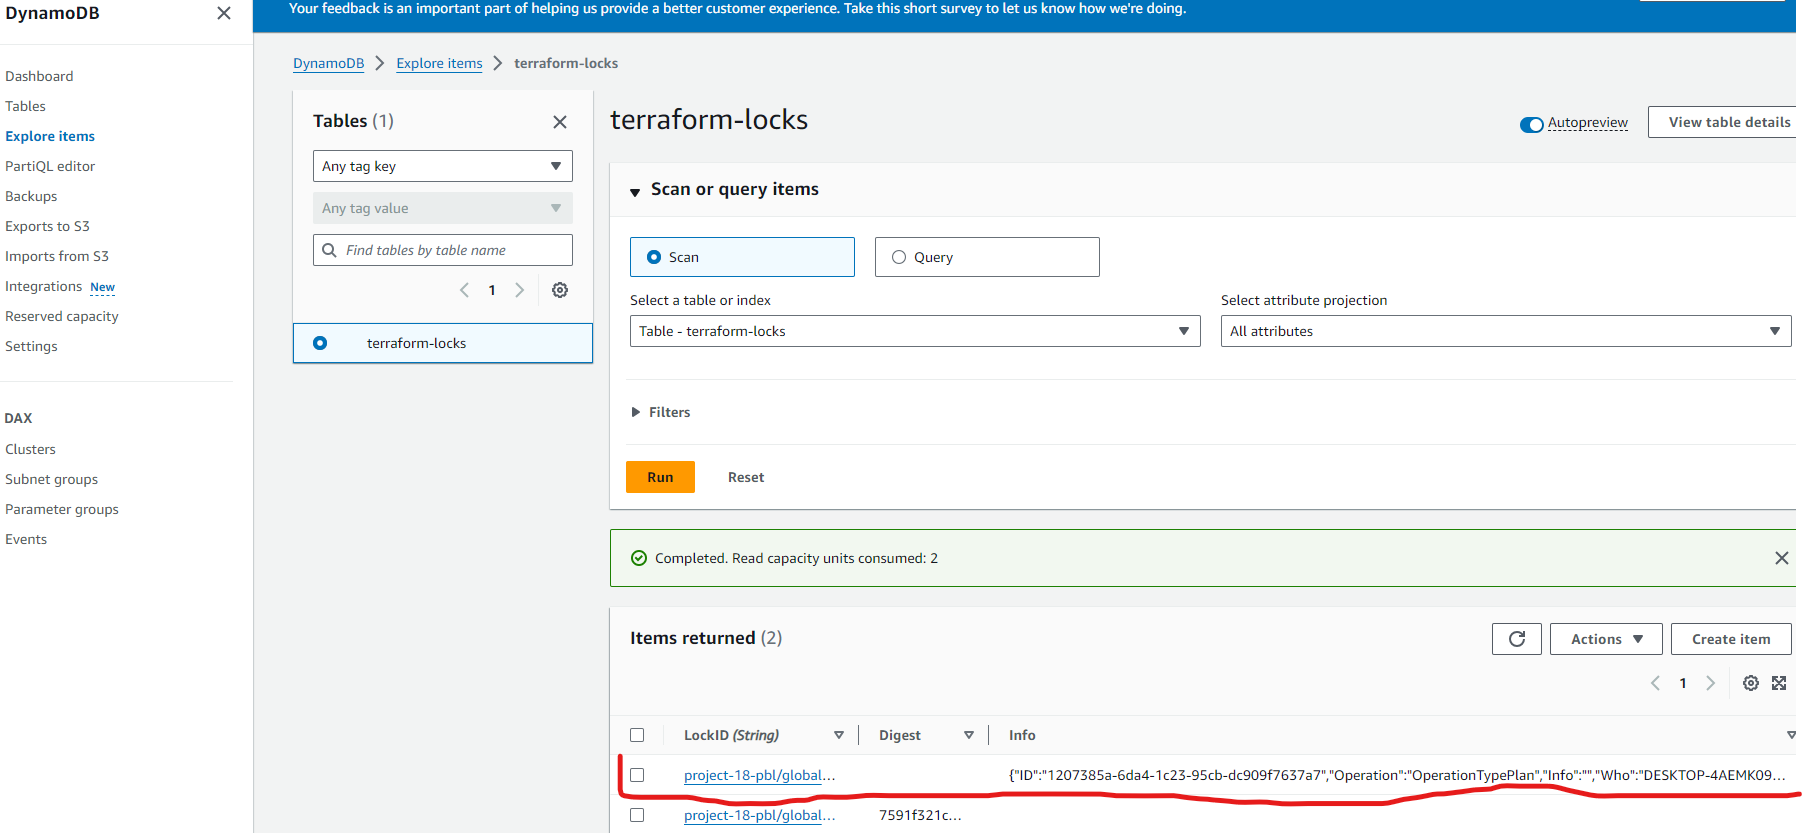 DynamoDB
Your feedback is an important part of helping us provide a better customer experience. Take this short survey to let us know how we're doing.
Dashboard
Tables
Explore items
PartiQL editor
Backups
Exports to S3
Imports from S3
Integrations New
Reserved capacity
Settings
DAX
Clusters
Subnet groups
Parameter groups
Events
DynamoDB Explore items terraform-locks
Tables (1)
Any tag key
Any tag value
Find tables by table name
1
terraform-locks
terraform-locks
Autopreview
View table details
Scan or query items
Scan
Query
Select a table or index
Table - terraform-locks
Select attribute projection
All attributes
Filters
Run
Reset
Completed. Read capacity units consumed: 2
Items returned (2)
Actions
Create item
1
LockID (String) Digest Info
project-18-pbl/global... {"ID":"1207385a-6da4-1c23-95cb-dc909f7637a7","Operation":"OperationTypePlan","Info":"","Who":"DESKTOP-4AEMK09...
project-18-pbl/global... 7591f321c...